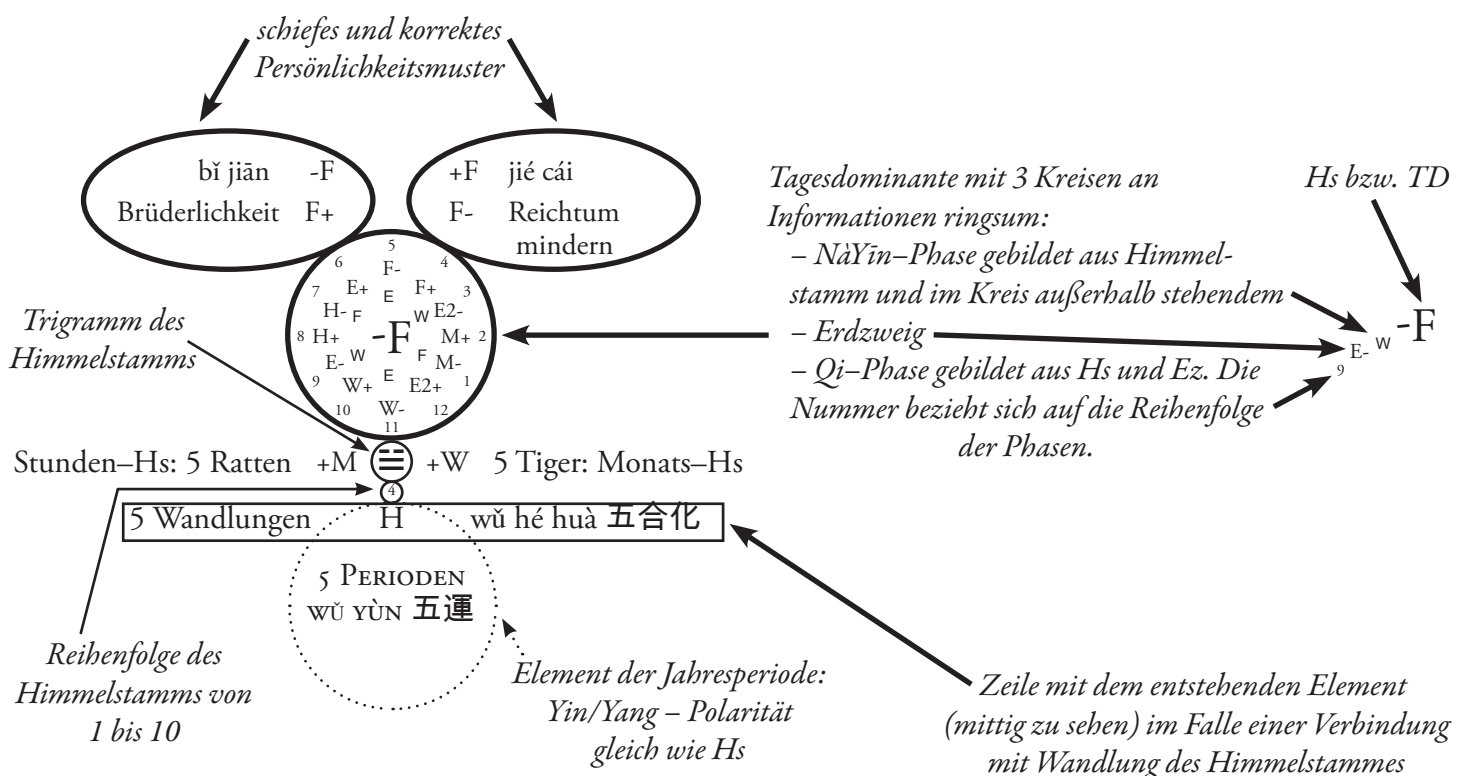 schiefes und korrektes
Persönlichkeitsmuster
bǐ jiān -F
Brüderlichkeit F+
+F jié cái
F- Reichtum
mindern
Tagesdominante mit 3 Kreisen an
Informationen ringsum:
– NàYīn–Phase gebildet aus Himmel-
stamm und im Kreis außerhalb stehendem
– Erdzweig
– Qi–Phase gebildet aus Hs und Ez. Die
Nummer bezieht sich auf die Reihenfolge
der Phasen.
Hs bzw. TD
-F
E- W
9
5
6 F- 4
7 E+ E F+ 3
H- F W E2-
8 H+ -F M+ 2
E- W F M-
9 W+ E E2+ 1
10 W- 12
11
Trigramm des
Himmelstamms
Stunden–Hs: 5 Ratten +M ☱ +W 5 Tiger: Monats–Hs
4
5 Wandlungen H wǔ hé huà 五合化
5 Perioden
wǔ yùn 五運
Reihenfolge des
Himmelstamms von
1 bis 10
Element der Jahresperiode:
Yin/Yang – Polarität
gleich wie Hs
Zeile mit dem entstehenden Element
(mittig zu sehen) im Falle einer Verbindung
mit Wandlung des Himmelstammes